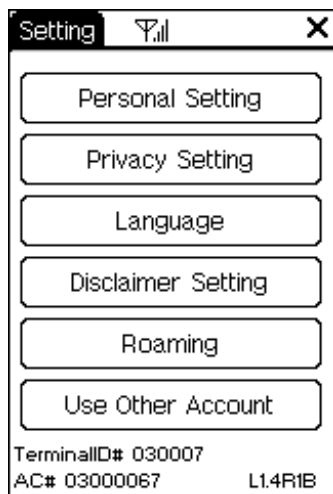 Setting
Personal Setting
Privacy Setting
Language
Disclaimer Setting
Roaming
Use Other Account
TerminalID# 030007
AC# 03000067 L1.4R1B